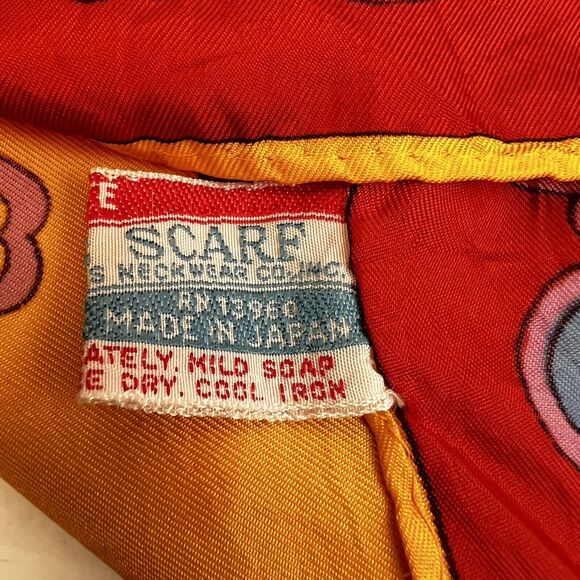 E
SCARF
'S NECKWEAR CO., INC.
RN 13960
MADE IN JAPAN
ATELY. MILD SOAP
E DRY. COOL IRON